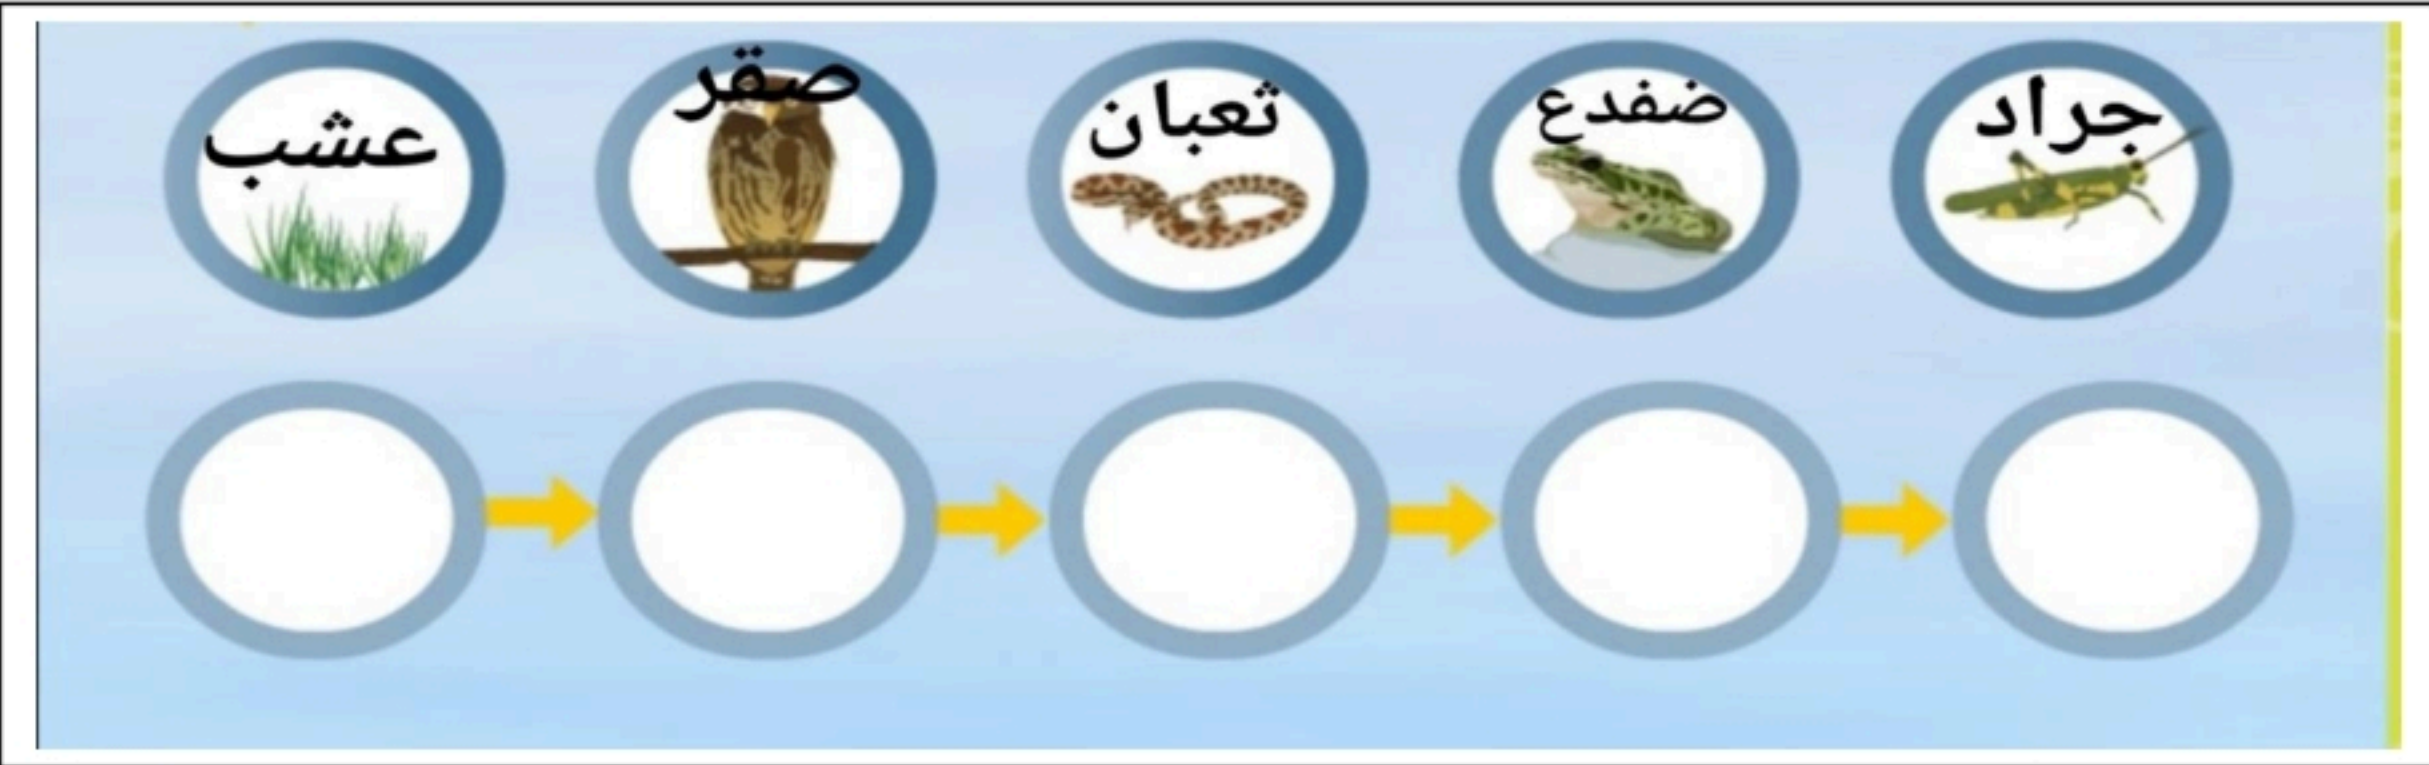 جراد
ضفدع
ثعبان
صقر
عشب